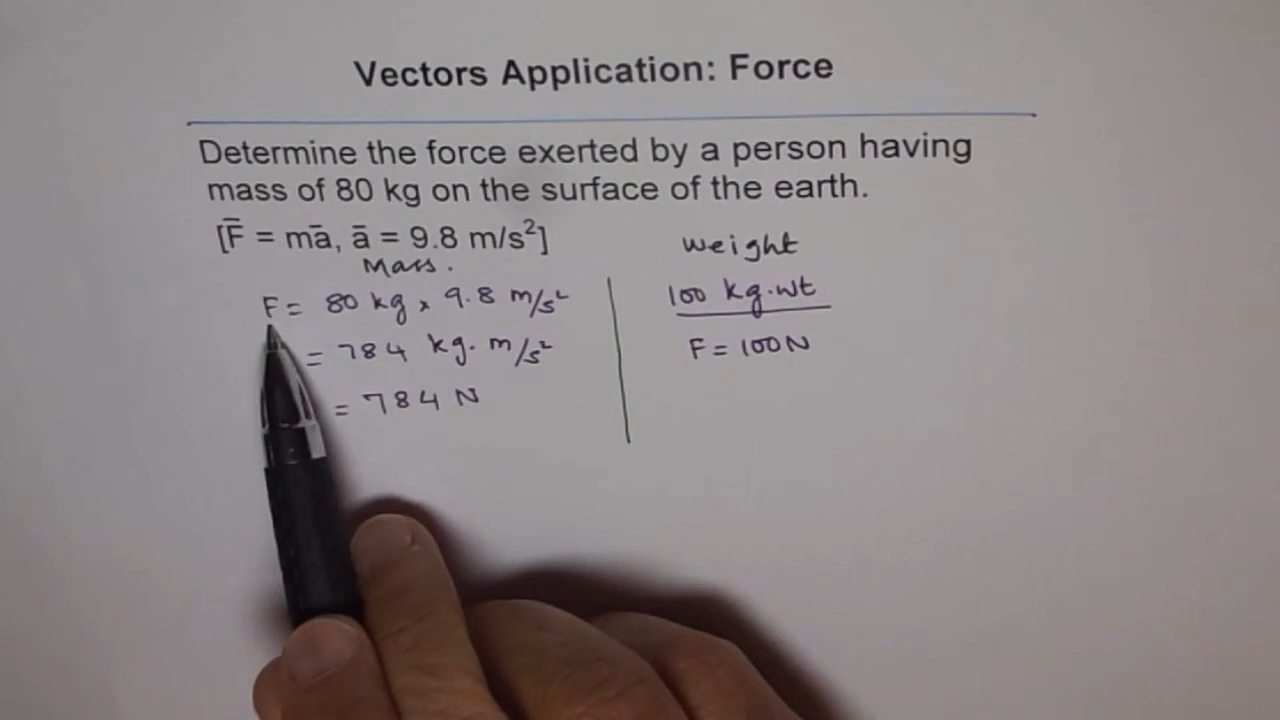 Vectors Application: Force
Determine the force exerted by a person having
mass of 80 kg on the surface of the earth.
[F̄ = mā, ā = 9.8 m/s²]
Mass.
F = 80 kg × 9.8 m/s²
= 784 kg. m/s²
= 784 N
weight
100 kg.wt
F = 100N